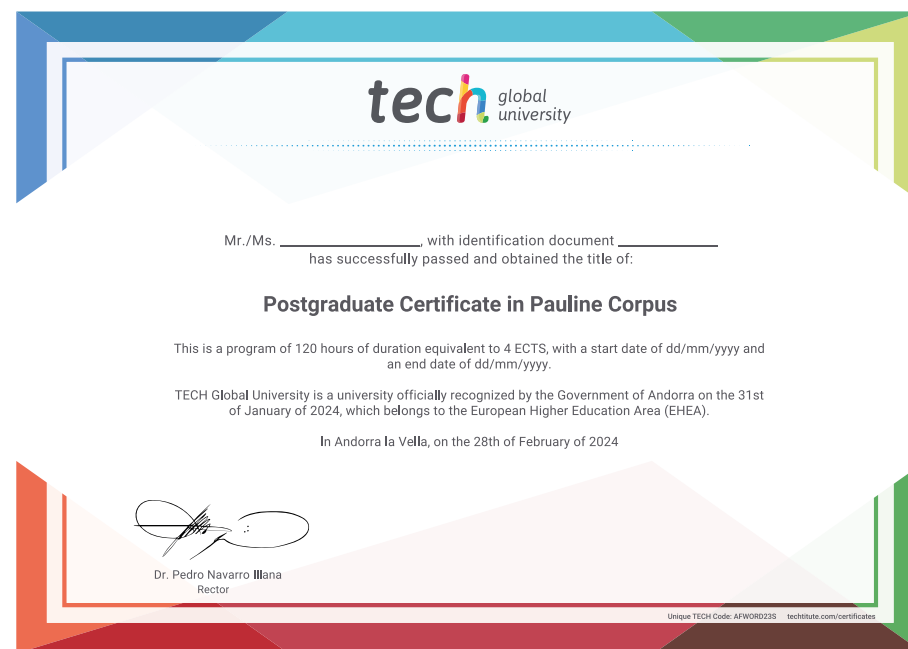 tech global
university
Mr./Ms. ____________, with identification document ____________
has successfully passed and obtained the title of:
Postgraduate Certificate in Pauline Corpus
This is a program of 120 hours of duration equivalent to 4 ECTS, with a start date of dd/mm/yyyy and
an end date of dd/mm/yyyy.
TECH Global University is a university officially recognized by the Government of Andorra on the 31st
of January of 2024, which belongs to the European Higher Education Area (EHEA).
In Andorra la Vella, on the 28th of February of 2024
Dr. Pedro Navarro Illana
Rector
Unique TECH Code: AFWORD23S techtitute.com/certificates